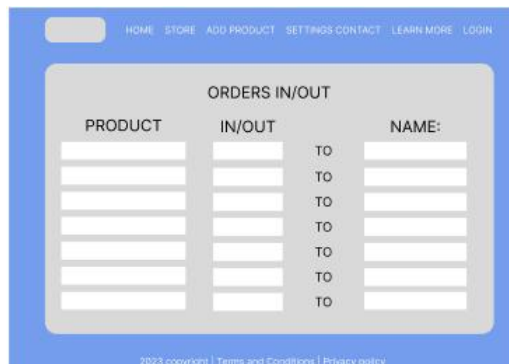 HOME STORE ADD PRODUCT SETTINGS CONTACT LEARN MORE LOGIN
ORDERS IN/OUT
PRODUCT IN/OUT NAME:
TO
TO
TO
TO
TO
TO
TO
2023 copyright | Terms and Conditions | Privacy policy